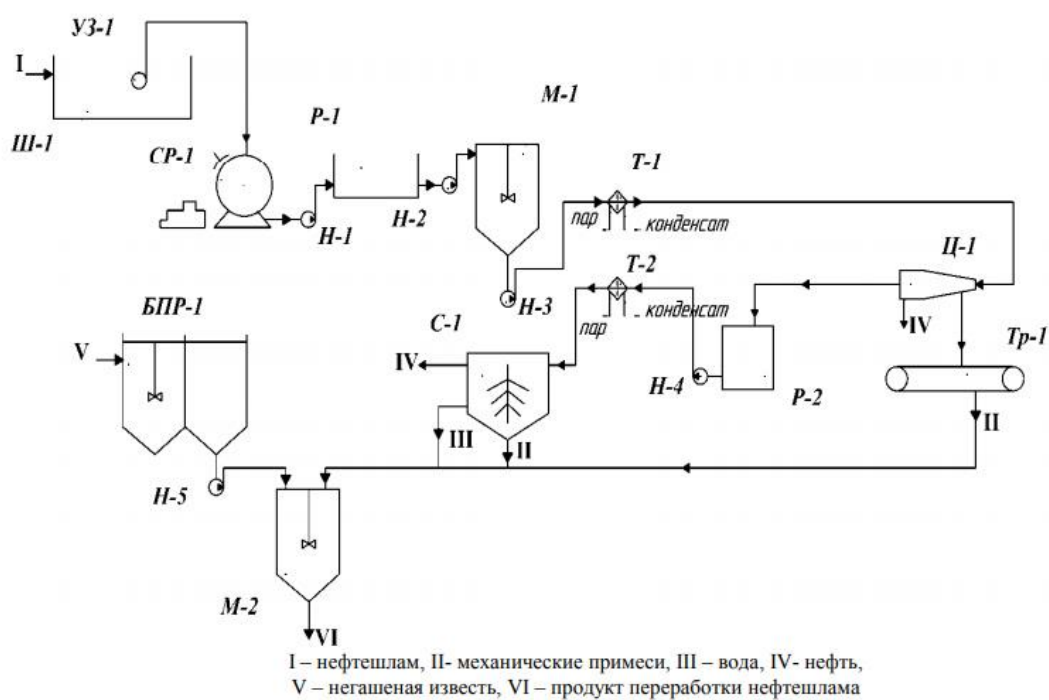 УЗ-1
I
Ш-1
СР-1
Р-1
М-1
Т-1
Н-1
Н-2
пар
конденсат
Ц-1
Н-3
Т-2
БПР-1
V
С-1
пар
конденсат
IV
Тр-1
IV
Н-4
Р-2
III
II
II
Н-5
М-2
VI
I – нефтешлам, II- механические примеси, III – вода, IV- нефть,
V – негашеная известь, VI – продукт переработки нефтешлама